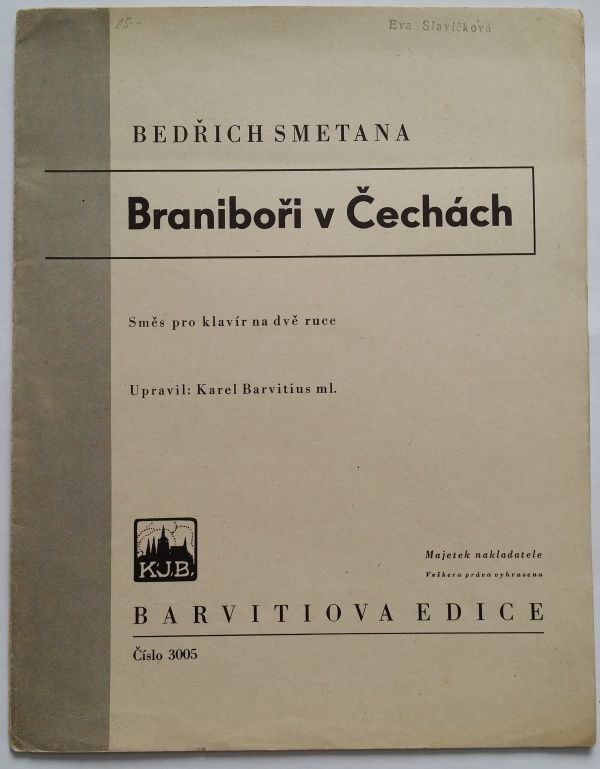 15.-
Eva Slavíčková
BEDŘICH SMETANA
Braniboři v Čechách
Směs pro klavír na dvě ruce
Upravil: Karel Barvitius ml.
K.J.B.
Majetek nakladatele
Veškera práva vyhrasena
BARVITIOVA EDICE
Číslo 3005